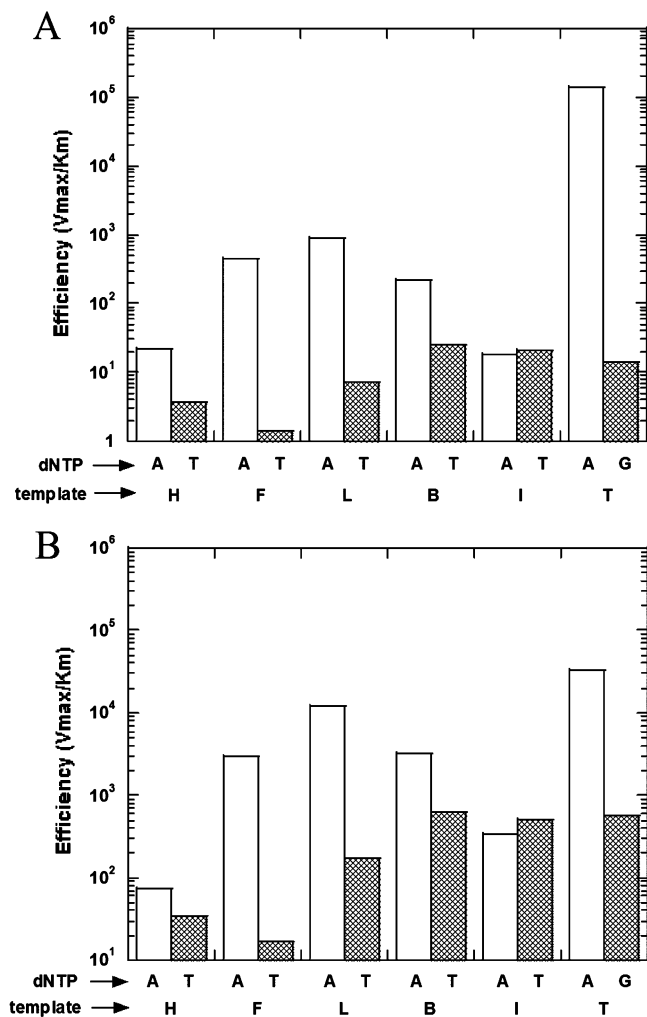 A
10^6
10^5
10^4
10^3
10^2
10^1
1
Efficiency (Vmax/Km)
dNTP A T A T A T A T A T A G
template H F L B I T
B
10^6
10^5
10^4
10^3
10^2
10^1
Efficiency (Vmax/Km)
dNTP A T A T A T A T A T A G
template H F L B I T